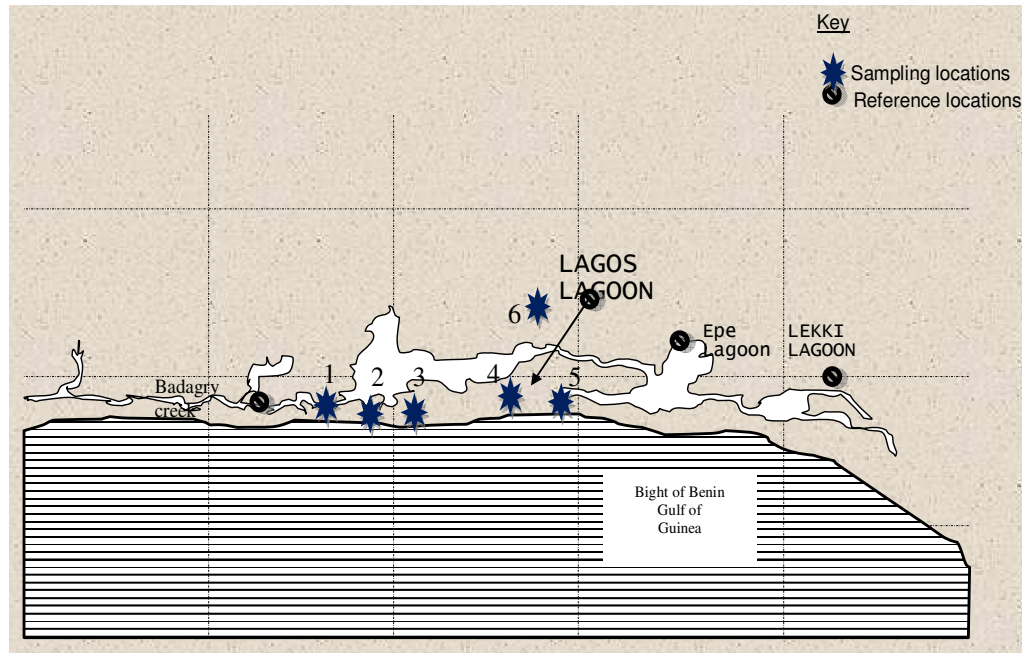 Key
Sampling locations
Reference locations
LAGOS
LAGOON
6
Epe
Lagoon
LEKKI
LAGOON
Badagry
creek
1
2
3
4
5
Bight of Benin
Gulf of
Guinea